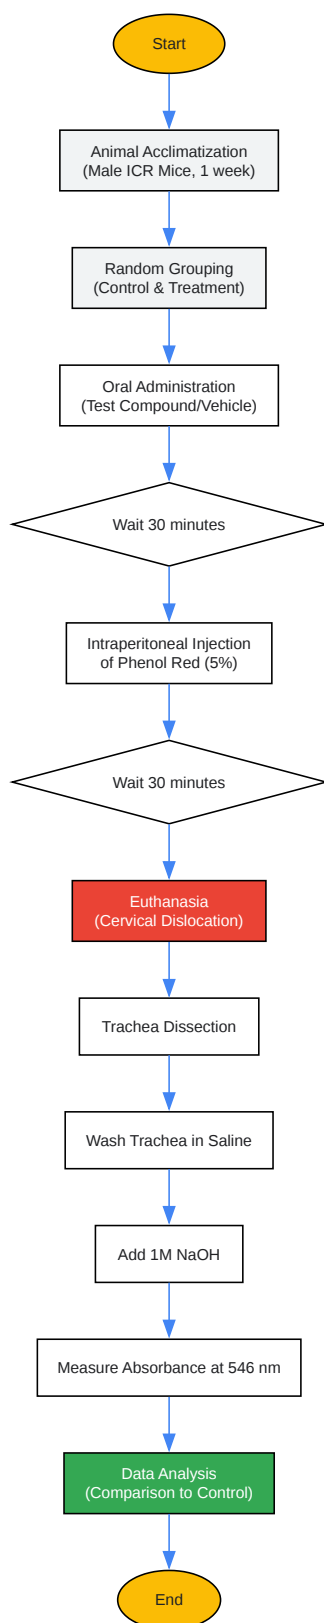 Start
Animal Acclimatization
(Male ICR Mice, 1 week)
Random Grouping
(Control & Treatment)
Oral Administration
(Test Compound/Vehicle)
Wait 30 minutes
Intraperitoneal Injection
of Phenol Red (5%)
Wait 30 minutes
Euthanasia
(Cervical Dislocation)
Trachea Dissection
Wash Trachea in Saline
Add 1M NaOH
Measure Absorbance at 546 nm
Data Analysis
(Comparison to Control)
End